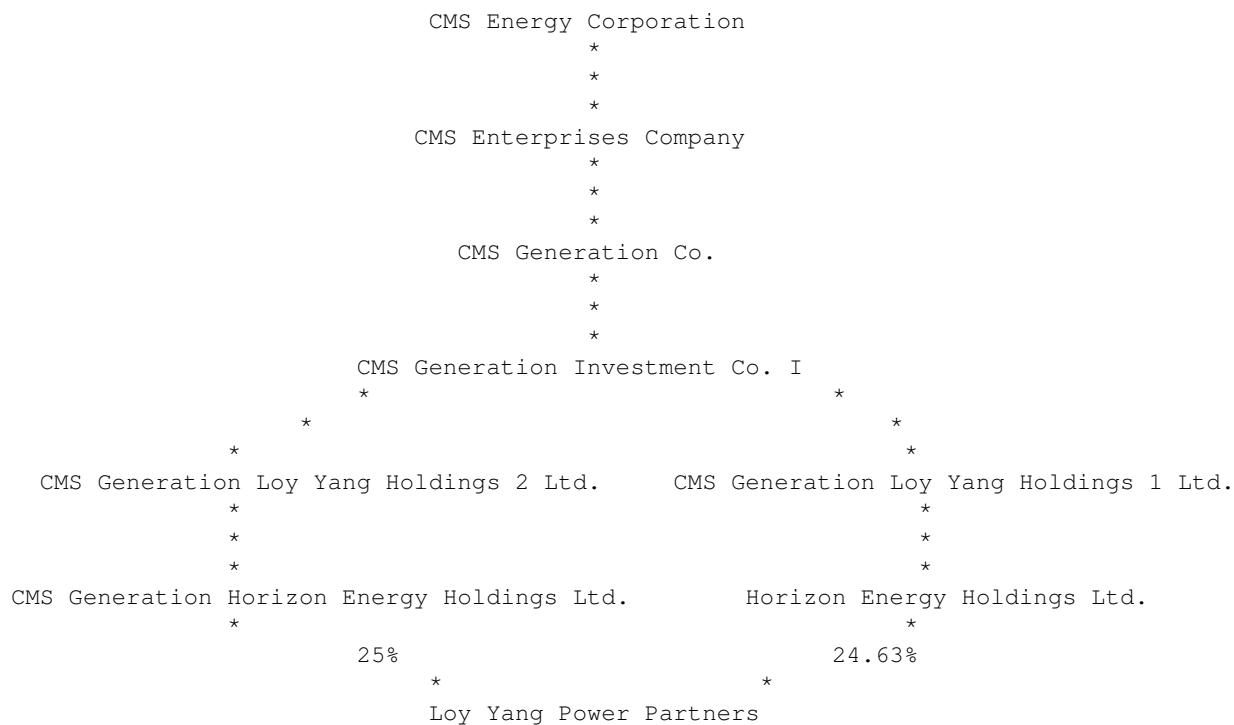 CMS Energy Corporation
*
*
*
CMS Enterprises Company
*
*
*
CMS Generation Co.
*
*
*
CMS Generation Investment Co. I
* *
* *
* *
CMS Generation Loy Yang Holdings 2 Ltd. CMS Generation Loy Yang Holdings 1 Ltd.
* *
* *
* *
CMS Generation Horizon Energy Holdings Ltd. Horizon Energy Holdings Ltd.
* *
25% 24.63%
* *
Loy Yang Power Partners